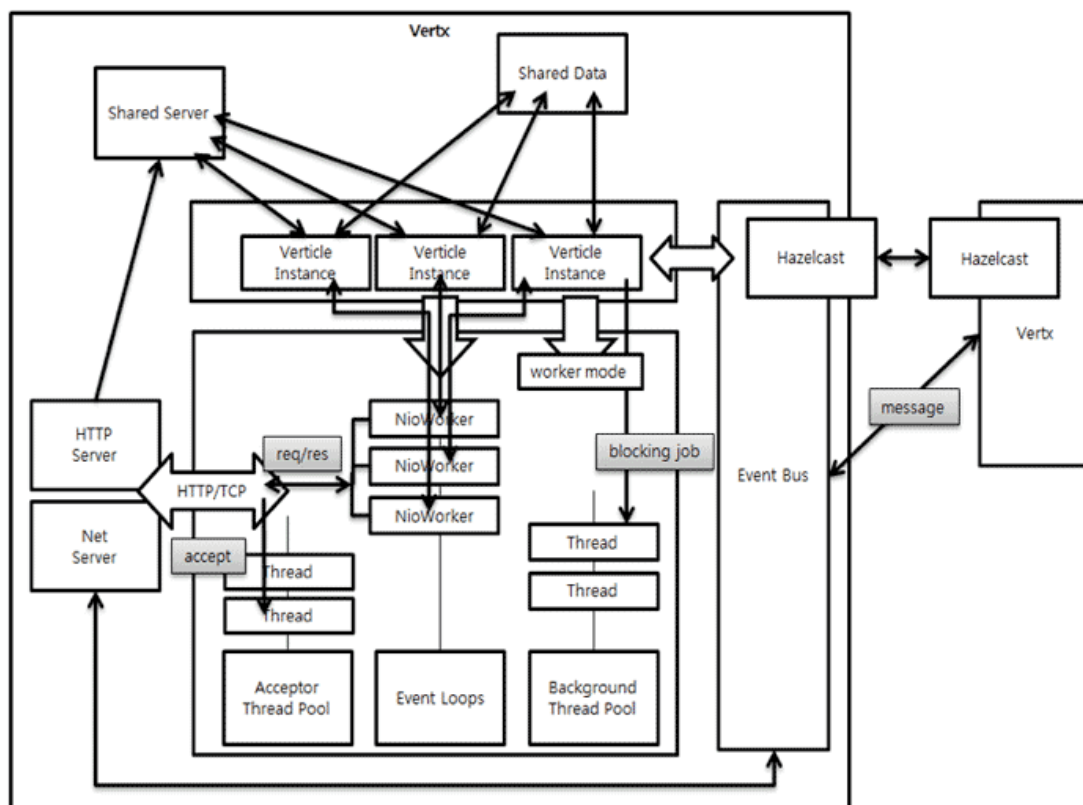 Vertx
Shared Data
Shared Server
Verticle
Instance
Verticle
Instance
Verticle
Instance
Hazelcast
Hazelcast
Vertx
worker mode
message
HTTP
Server
NioWorker
req/res
NioWorker
blocking job
Event Bus
HTTP/TCP
NioWorker
Net
Server
accept
Thread
Thread
Thread
Thread
Acceptor
Thread Pool
Event Loops
Background
Thread Pool